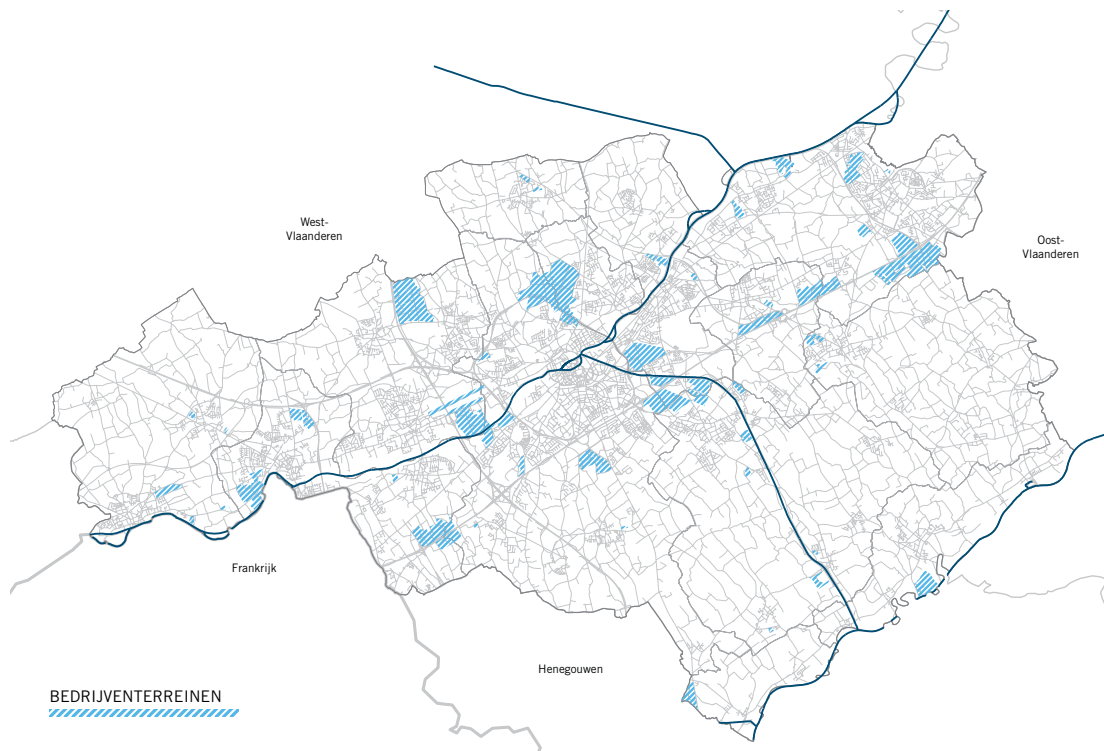 West-
Vlaanderen
Oost-
Vlaanderen
Frankrijk
Henegouwen
BEDRIJVENTERREINEN